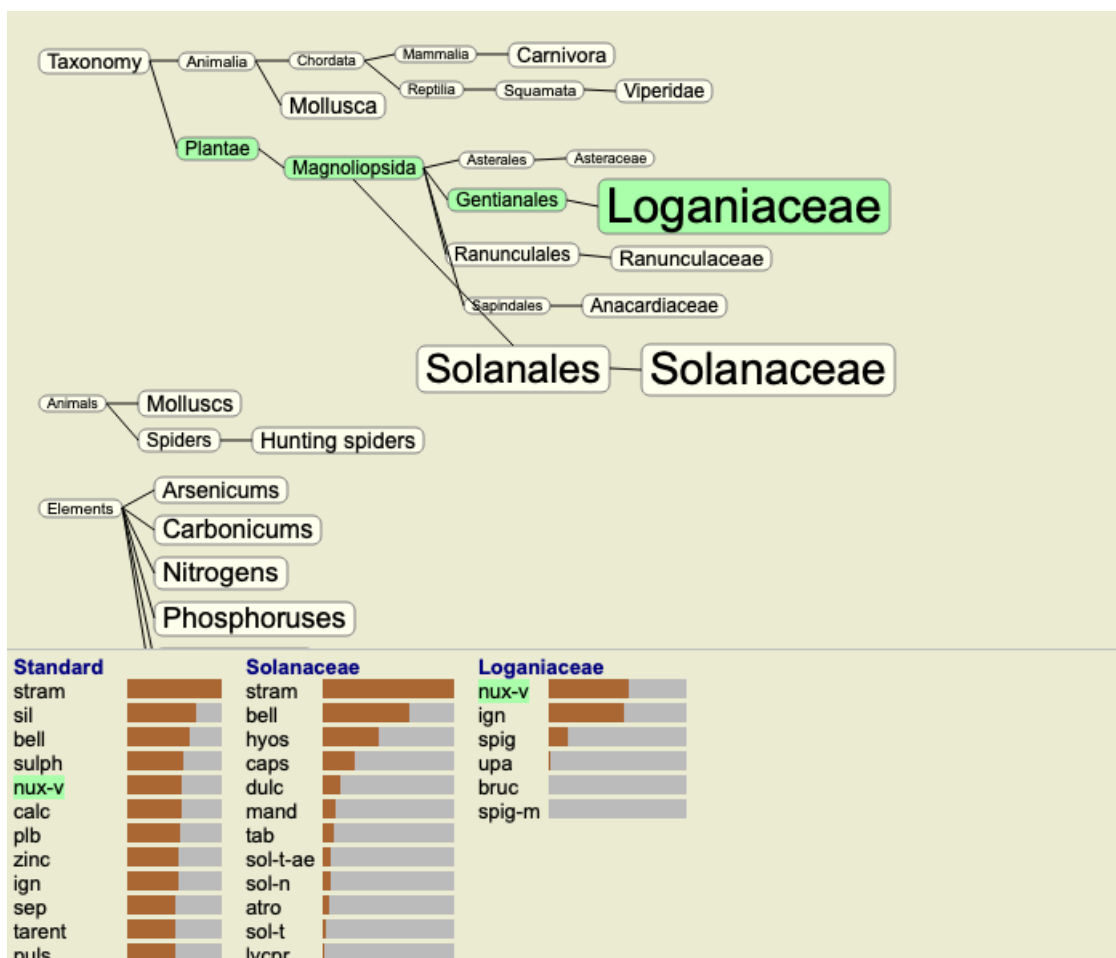 Taxonomy
Animalia
Chordata
Mammalia
Carnivora
Reptilia
Squamata
Viperidae
Mollusca
Plantae
Magnoliopsida
Asterales
Asteraceae
Gentianales
Loganiaceae
Ranunculales
Ranunculaceae
Sapindales
Anacardiaceae
Solanales
Solanaceae
Animals
Molluscs
Spiders
Hunting spiders
Elements
Arsenicums
Carbonicums
Nitrogens
Phosphoruses
Standard
stram
sil
bell
sulph
nux-v
calc
plb
zinc
ign
sep
tarent
puls
Solanaceae
stram
bell
hyos
caps
dulc
mand
tab
sol-t-ae
sol-n
atro
sol-t
lycpr
Loganiaceae
nux-v
ign
spig
upa
bruc
spig-m